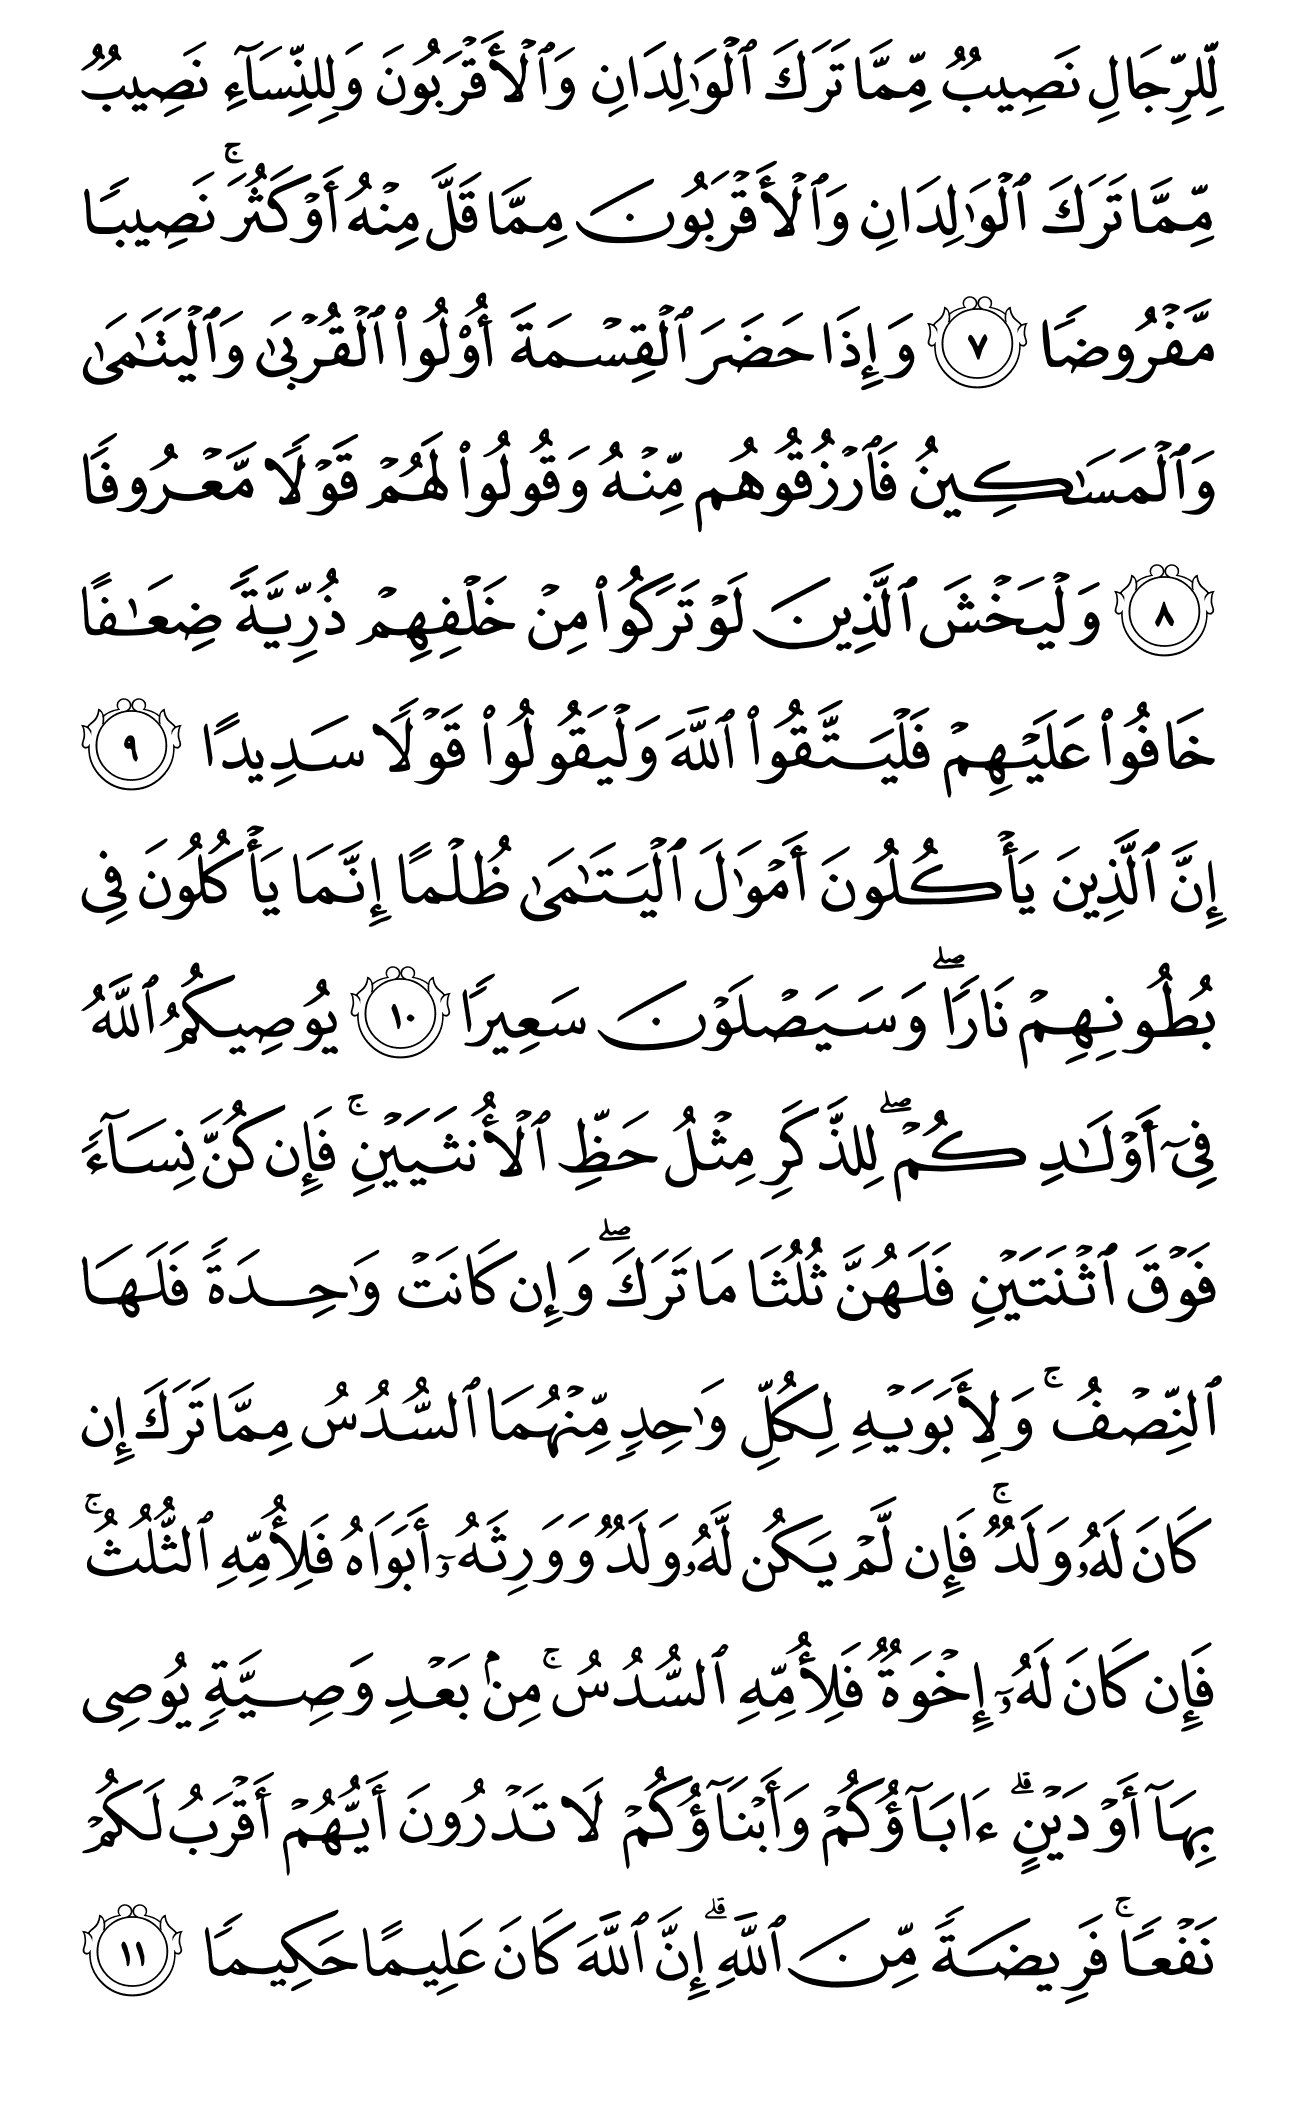 لِّلرِّجَالِ نَصِيبٌ مِّمَّا تَرَكَ ٱلْوَٰلِدَانِ وَٱلْأَقْرَبُونَ وَلِلنِّسَآءِ نَصِيبٌ
مِّمَّا تَرَكَ ٱلْوَٰلِدَانِ وَٱلْأَقْرَبُونَ مِمَّا قَلَّ مِنْهُ أَوْ كَثُرَ ۚ نَصِيبًا
مَّفْرُوضًا ٧ وَإِذَا حَضَرَ ٱلْقِسْمَةَ أُو۟لُوا۟ ٱلْقُرْبَىٰ وَٱلْيَتَٰمَىٰ
وَٱلْمَسَٰكِينُ فَٱرْزُقُوهُم مِّنْهُ وَقُولُوا۟ لَهُمْ قَوْلًا مَّعْرُوفًا
٨ وَلْيَخْشَ ٱلَّذِينَ لَوْ تَرَكُوا۟ مِنْ خَلْفِهِمْ ذُرِّيَّةً ضِعَٰفًا
خَافُوا۟ عَلَيْهِمْ فَلْيَتَّقُوا۟ ٱللَّهَ وَلْيَقُولُوا۟ قَوْلًا سَدِيدًا ٩
إِنَّ ٱلَّذِينَ يَأْكُلُونَ أَمْوَٰلَ ٱلْيَتَٰمَىٰ ظُلْمًا إِنَّمَا يَأْكُلُونَ فِى
بُطُونِهِمْ نَارًا ۖ وَسَيَصْلَوْنَ سَعِيرًا ١٠ يُوصِيكُمُ ٱللَّهُ
فِىٓ أَوْلَٰدِكُمْ ۖ لِلذَّكَرِ مِثْلُ حَظِّ ٱلْأُنثَيَيْنِ ۚ فَإِن كُنَّ نِسَآءً
فَوْقَ ٱثْنَتَيْنِ فَلَهُنَّ ثُلُثَا مَا تَرَكَ ۖ وَإِن كَانَتْ وَٰحِدَةً فَلَهَا
ٱلنِّصْفُ ۚ وَلِأَبَوَيْهِ لِكُلِّ وَٰحِدٍ مِّنْهُمَا ٱلسُّدُسُ مِمَّا تَرَكَ إِن
كَانَ لَهُۥ وَلَدٌ ۚ فَإِن لَّمْ يَكُن لَّهُۥ وَلَدٌ وَوَرِثَهُۥٓ أَبَوَاهُ فَلِأُمِّهِ ٱلثُّلُثُ ۚ
فَإِن كَانَ لَهُۥٓ إِخْوَةٌ فَلِأُمِّهِ ٱلسُّدُسُ ۚ مِنۢ بَعْدِ وَصِيَّةٍ يُوصِى
بِهَآ أَوْ دَيْنٍ ۗ ءَابَآؤُكُمْ وَأَبْنَآؤُكُمْ لَا تَدْرُونَ أَيُّهُمْ أَقْرَبُ لَكُمْ
نَفْعًا ۚ فَرِيضَةً مِّنَ ٱللَّهِ ۗ إِنَّ ٱللَّهَ كَانَ عَلِيمًا حَكِيمًا ١١